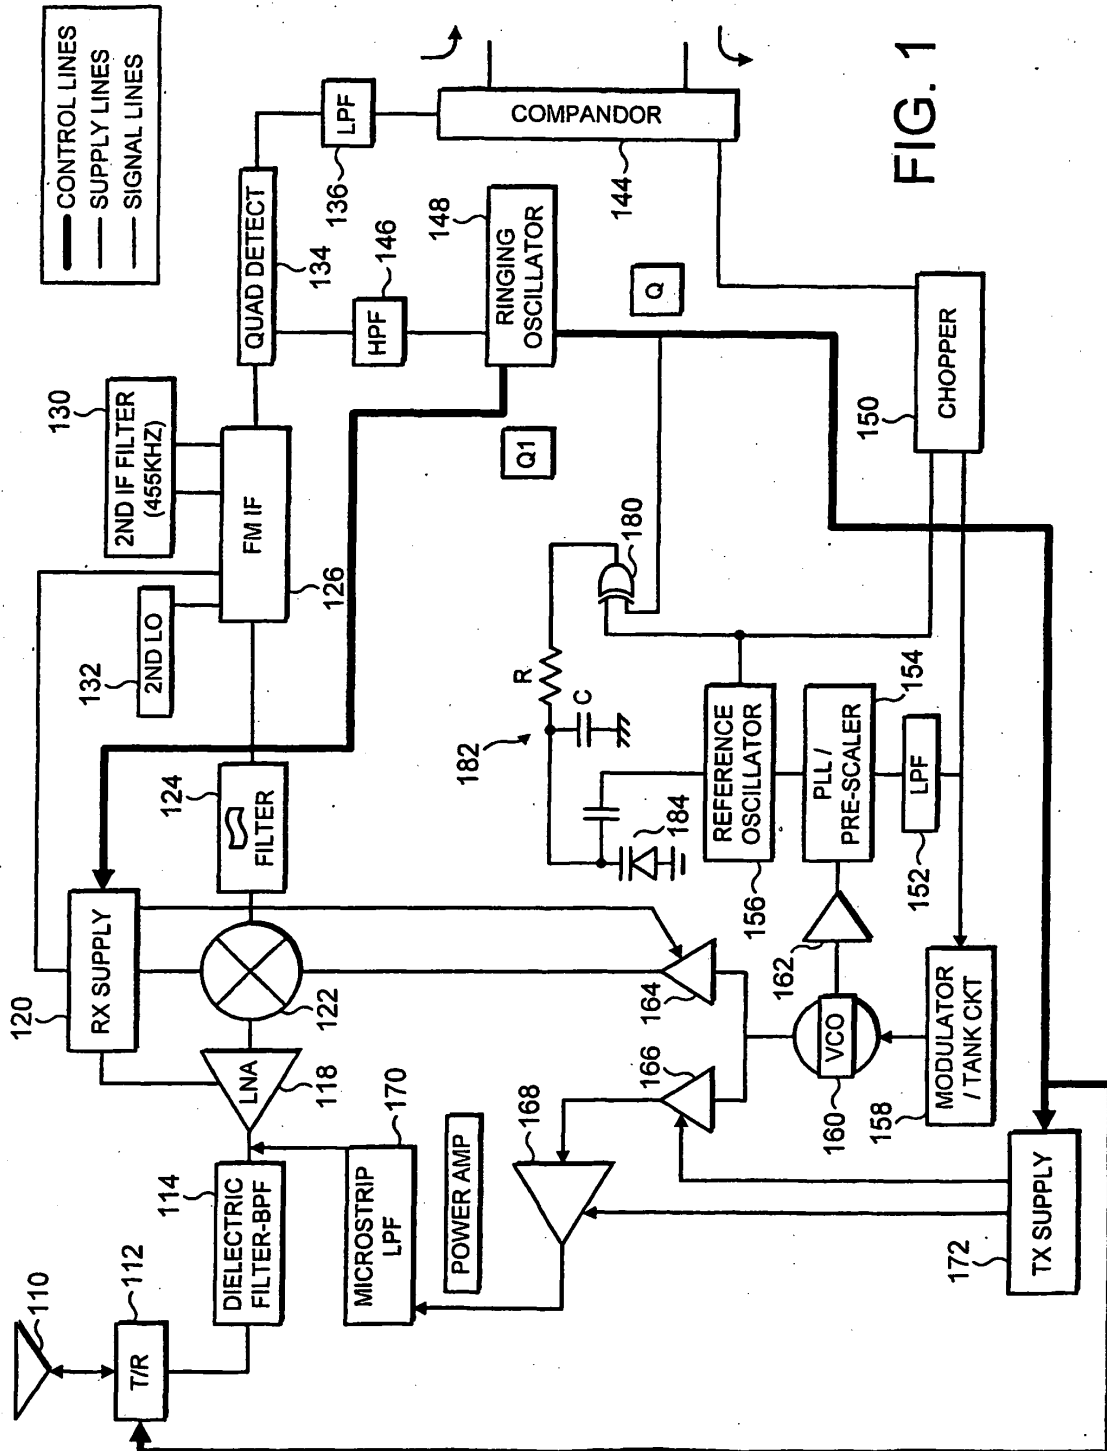 CONTROL LINES
SUPPLY LINES
SIGNAL LINES
110
112
T/R
114
DIELECTRIC
FILTER-BPF
LNA
118
120
RX SUPPLY
122
124
FILTER
132
2ND LO
126
FM IF
130
2ND IF FILTER
(455KHZ)
QUAD DETECT
134
LPF
136
HPF
146
148
RINGING
OSCILLATOR
Q1
Q
COMPANDOR
144
170
MICROSTRIP
LPF
POWER AMP
168
166
164
182
R
C
184
180
REFERENCE
OSCILLATOR
156
PLL /
PRE-SCALER
154
LPF
152
162
VCO
160
MODULATOR
/ TANK CKT
158
150
CHOPPER
172
TX SUPPLY
FIG. 1